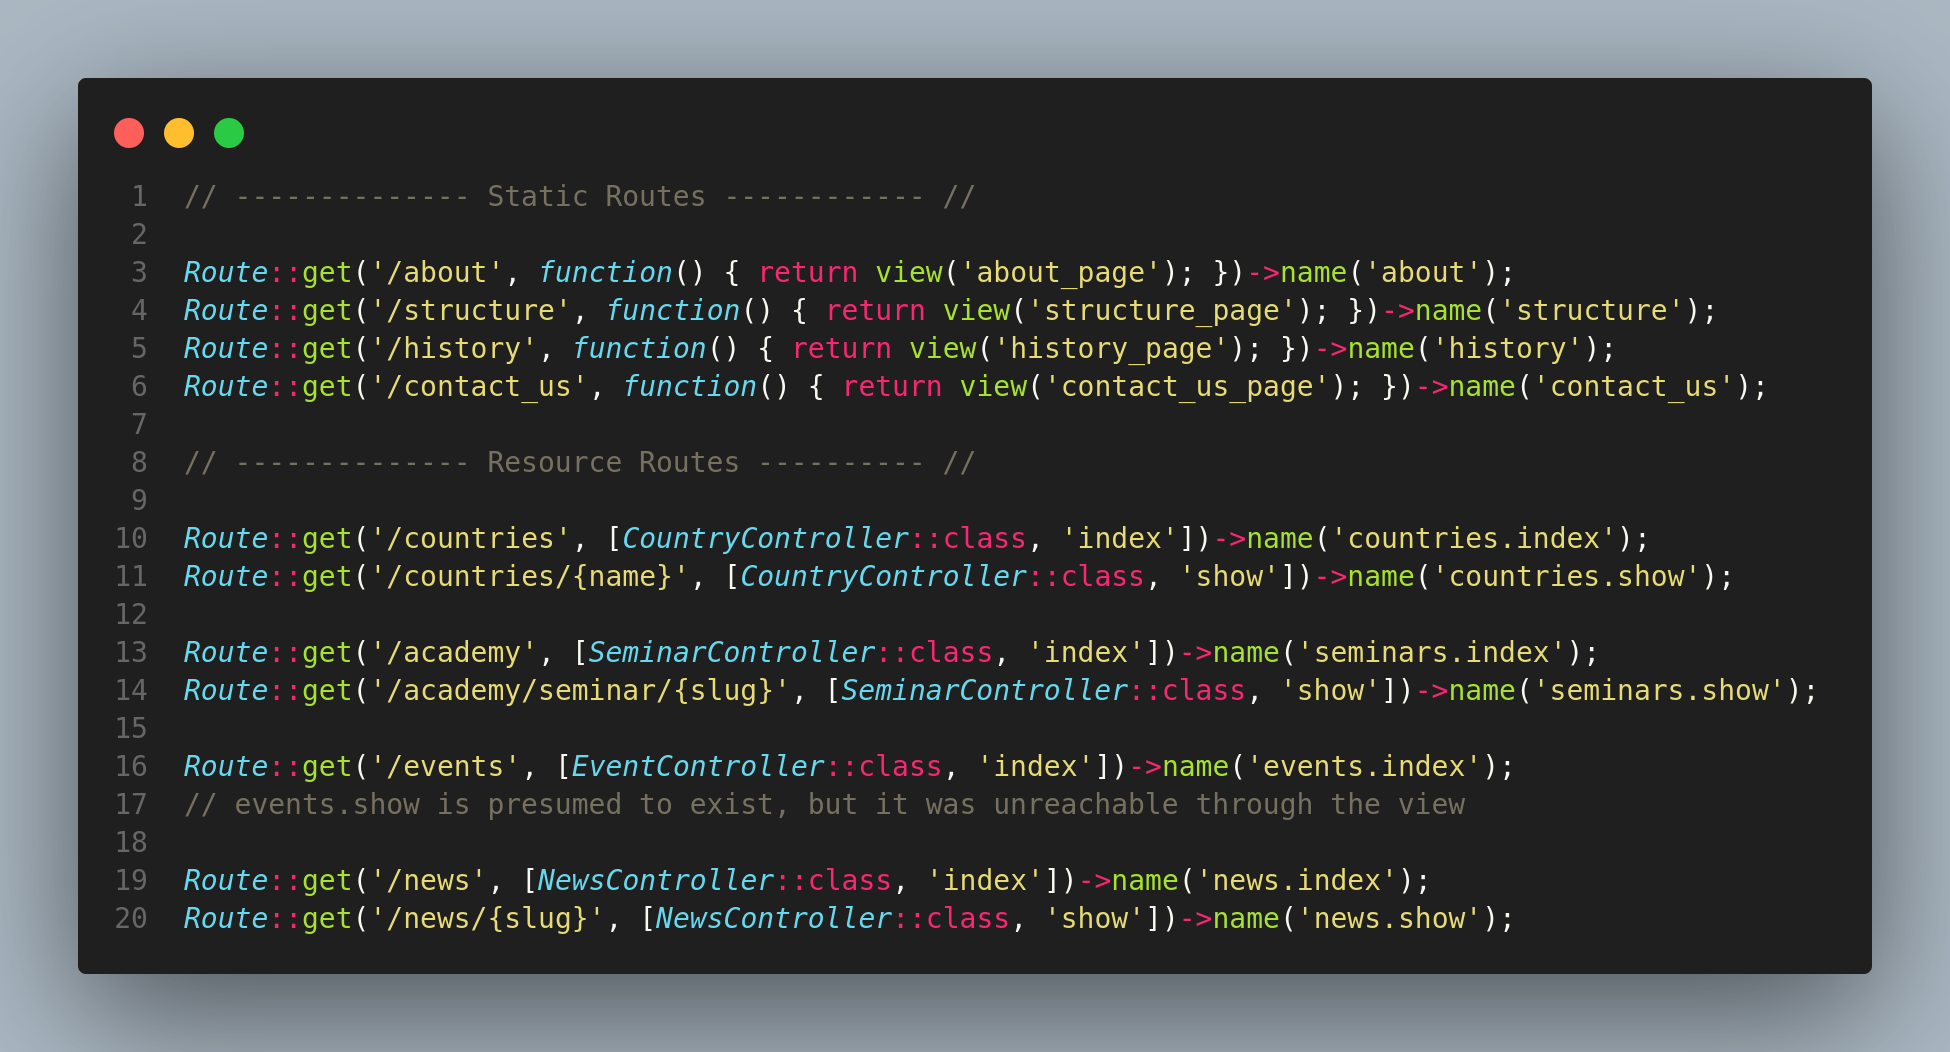 1 // -------------- Static Routes ------------ //
2
3 Route::get('/about', function() { return view('about_page'); })->name('about');
4 Route::get('/structure', function() { return view('structure_page'); })->name('structure');
5 Route::get('/history', function() { return view('history_page'); })->name('history');
6 Route::get('/contact_us', function() { return view('contact_us_page'); })->name('contact_us');
7
8 // -------------- Resource Routes ---------- //
9
10 Route::get('/countries', [CountryController::class, 'index'])->name('countries.index');
11 Route::get('/countries/{name}', [CountryController::class, 'show'])->name('countries.show');
12
13 Route::get('/academy', [SeminarController::class, 'index'])->name('seminars.index');
14 Route::get('/academy/seminar/{slug}', [SeminarController::class, 'show'])->name('seminars.show');
15
16 Route::get('/events', [EventController::class, 'index'])->name('events.index');
17 // events.show is presumed to exist, but it was unreachable through the view
18
19 Route::get('/news', [NewsController::class, 'index'])->name('news.index');
20 Route::get('/news/{slug}', [NewsController::class, 'show'])->name('news.show');